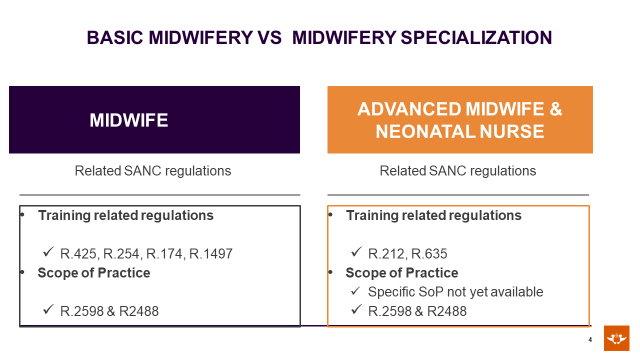 BASIC MIDWIFERY VS MIDWIFERY SPECIALIZATION
MIDWIFE
Related SANC regulations
• Training related regulations
✓ R.425, R.254, R.174, R.1497
• Scope of Practice
✓ R.2598 & R2488
ADVANCED MIDWIFE &
NEONATAL NURSE
Related SANC regulations
• Training related regulations
✓ R.212, R.635
• Scope of Practice
✓ Specific SoP not yet available
✓ R.2598 & R2488
4